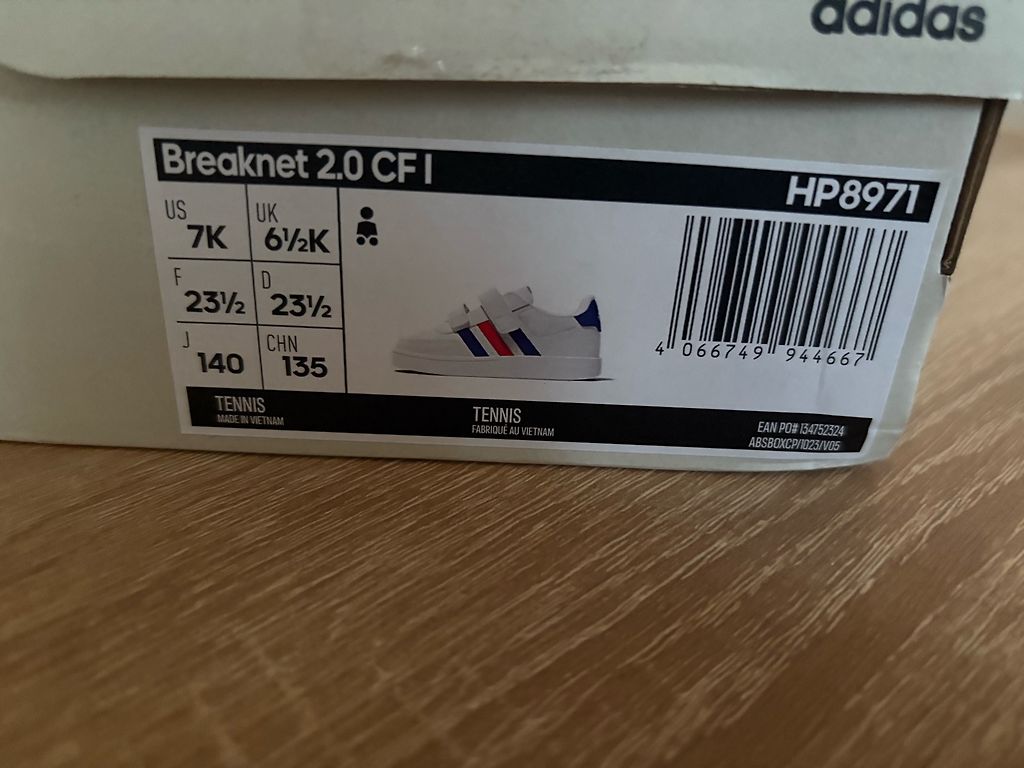 adidas
Breaknet 2.0 CF I
HP8971
US
7K
UK
6½K
F
23½
D
23½
J
140
CHN
135
4 066749 944667
TENNIS
MADE IN VIETNAM
TENNIS
FABRIQUÉ AU VIETNAM
EAN PO# 134752324
ABSBOXCP/1023/V05